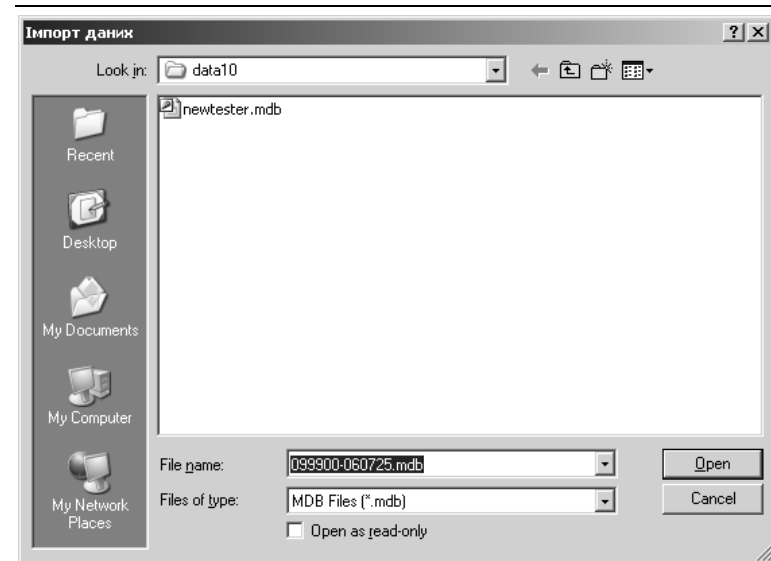 Імпорт даних
Look in: data10
newtester.mdb
Recent
Desktop
My Documents
My Computer
My Network
Places
File name: 099900-060725.mdb Open
Files of type: MDB Files (*.mdb) Cancel
Open as read-only